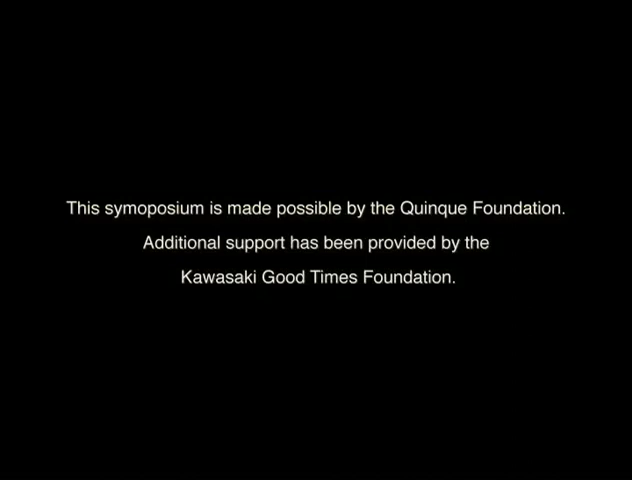 This symoposium is made possible by the Quinque Foundation.
Additional support has been provided by the
Kawasaki Good Times Foundation.